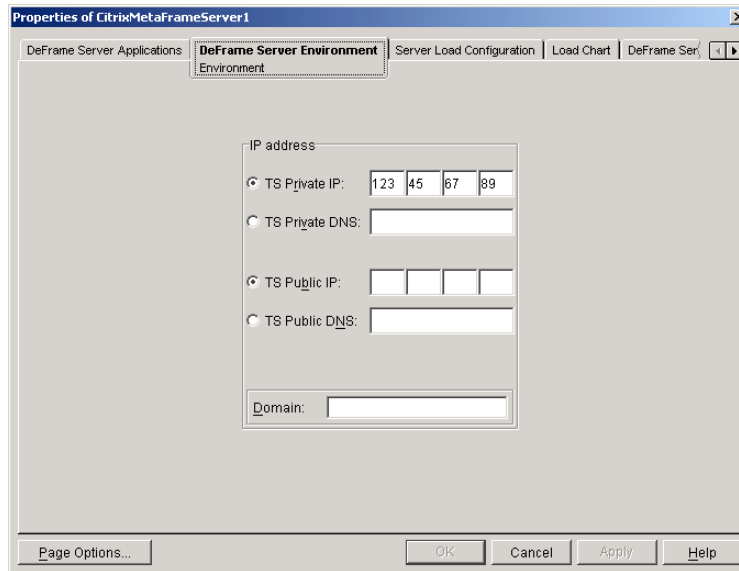 Properties of CitrixMetaFrameServer1
DeFrame Server Applications DeFrame Server Environment Server Load Configuration Load Chart DeFrame Ser
Environment
IP address
TS Private IP: 123 45 67 89
TS Private DNS:
TS Public IP:
TS Public DNS:
Domain:
Page Options... OK Cancel Apply Help